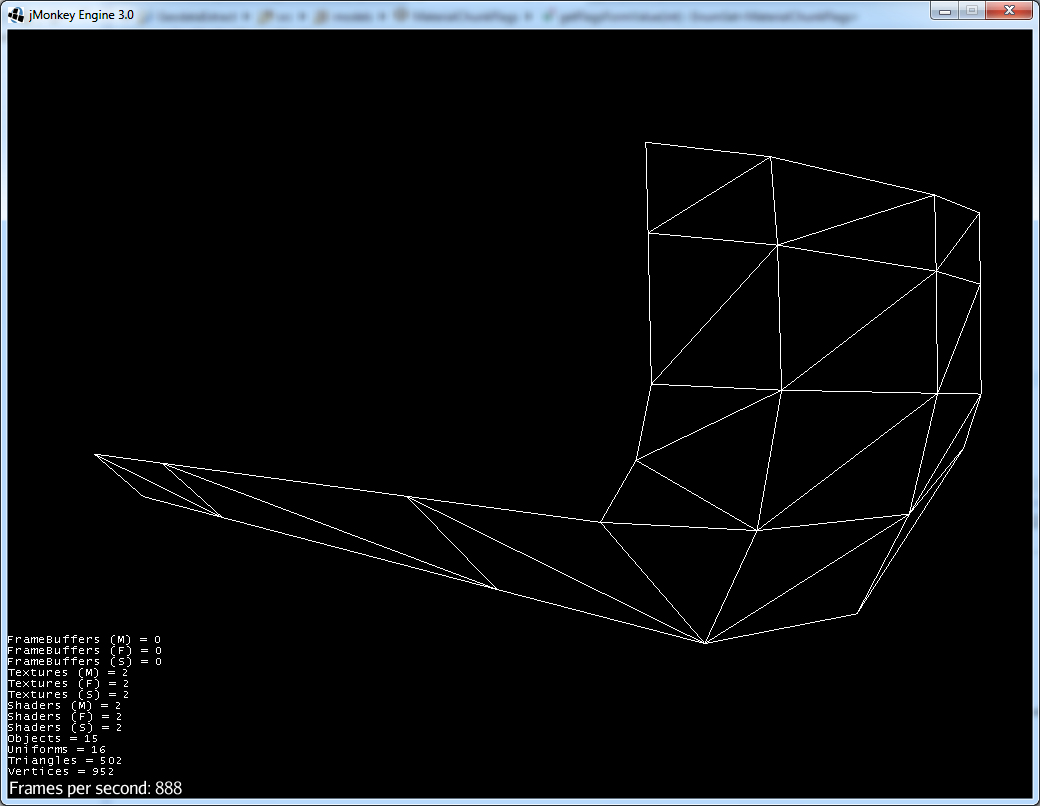 jMonkey Engine 3.0
FrameBuffers (M) = 0
FrameBuffers (F) = 0
FrameBuffers (S) = 0
Textures (M) = 2
Textures (F) = 2
Textures (S) = 2
Shaders (M) = 2
Shaders (F) = 2
Shaders (S) = 2
Objects = 15
Uniforms = 16
Triangles = 502
Vertices = 952
Frames per second: 888